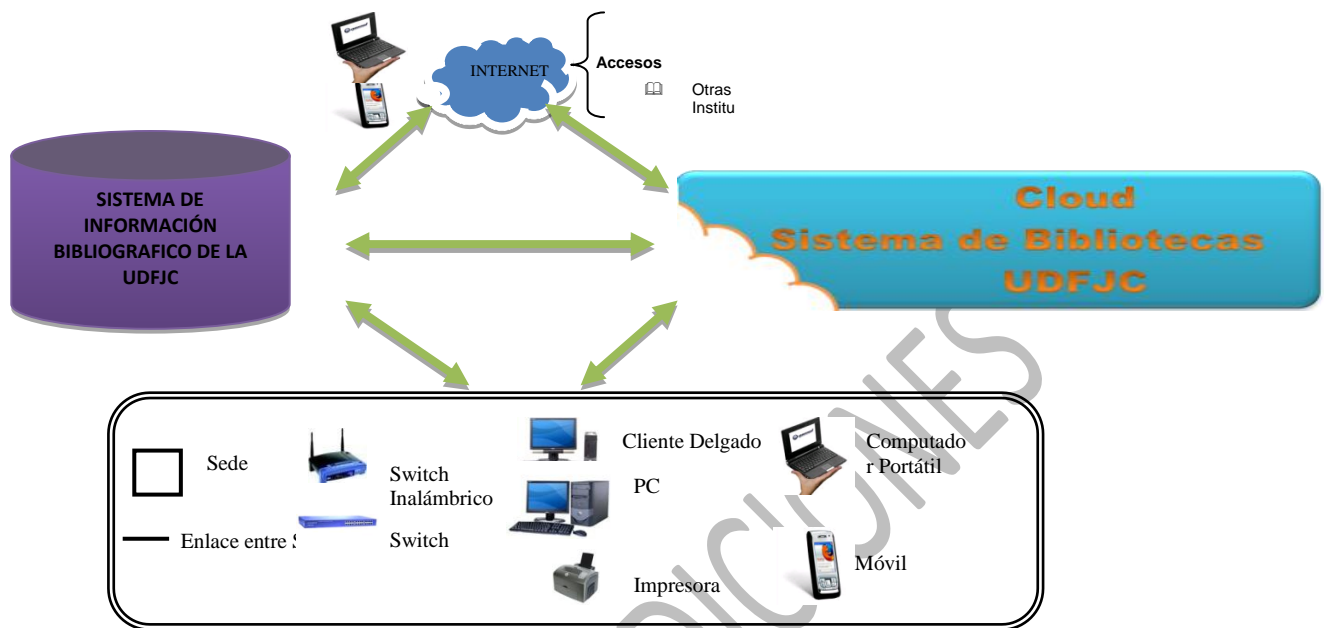 INTERNET
Accesos
Otras
Institu
SISTEMA DE
INFORMACIÓN
BIBLIOGRAFICO DE LA
UDFJC
Cloud
Sistema de Bibliotecas
UDFJC
Sede
Enlace entre
Switch
Inalámbrico
Switch
Cliente Delgado
PC
Impresora
Computado
r Portátil
Móvil
DICIONES